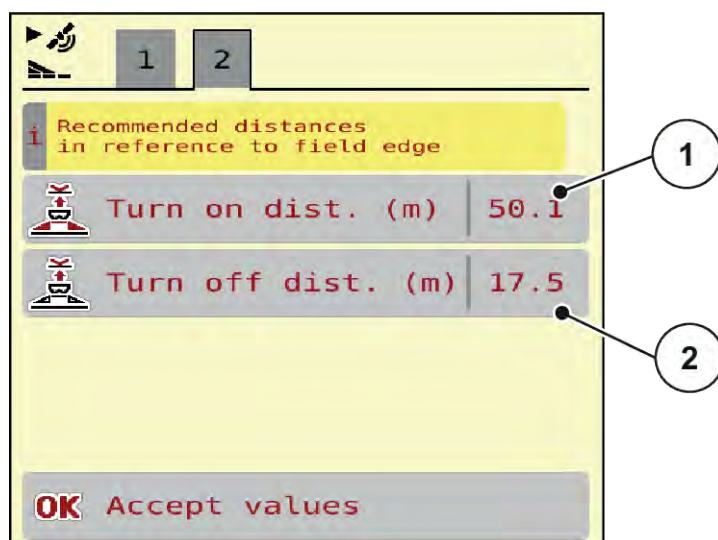 1 2
i Recommended distances
in reference to field edge
Turn on dist. (m) 50.1
1
Turn off dist. (m) 17.5
2
OK Accept values